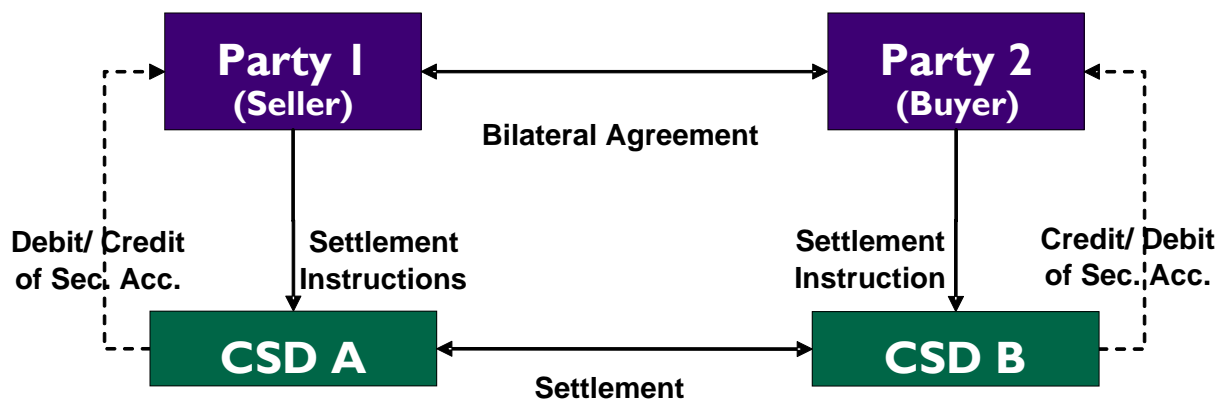 Party 1
(Seller)
Party 2
(Buyer)
Bilateral Agreement
Debit/ Credit
of Sec. Acc.
Settlement
Instructions
Settlement
Instruction
Credit/ Debit
of Sec. Acc.
CSD A
CSD B
Settlement